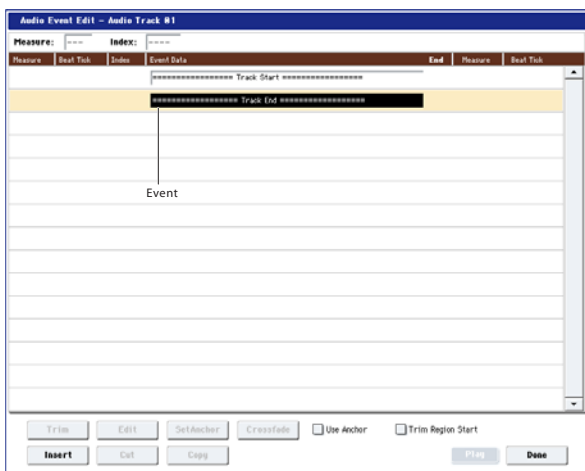 Audio Event Edit - Audio Track 01
Measure: --- Index: ----
Measure Beat Tick Index Event Data End Measure Beat Tick
================== Track Start ==================
=================== Track End ===================
Event
Trim Edit SetAnchor Crossfade Use Anchor Trim Region Start
Insert Cut Copy Play Done